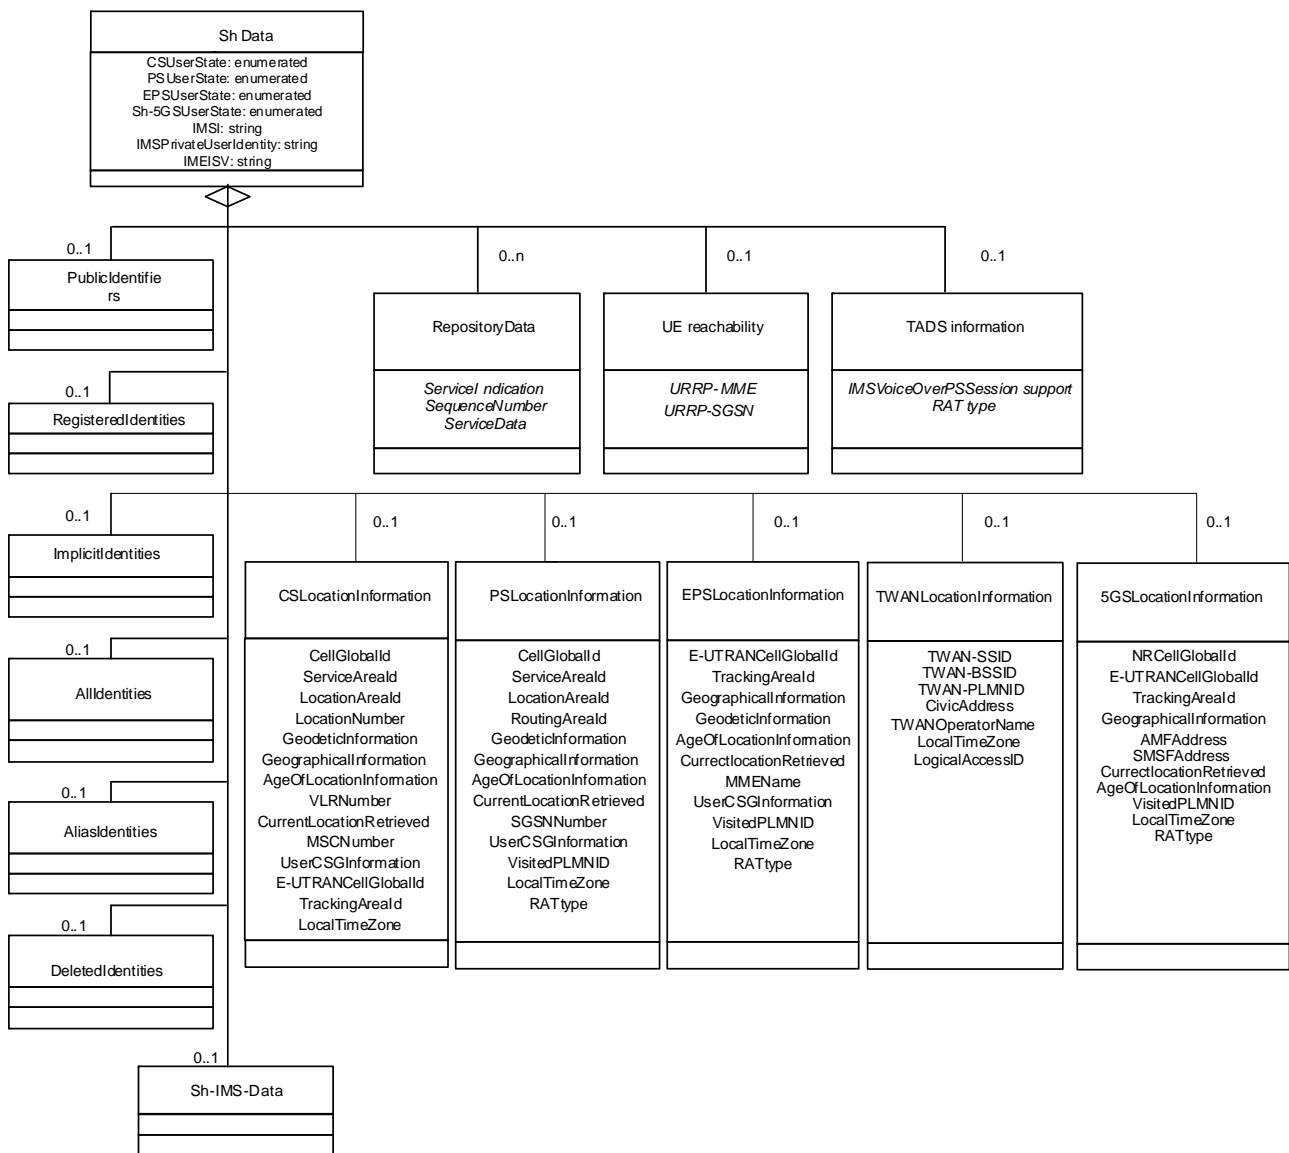 Sh Data
CSUserState: enumerated
PSUserState: enumerated
EPSUserState: enumerated
Sh-5GSUserState: enumerated
IMSI: string
IMSPrivateUserIdentity: string
IMEISV: string
0..1
PublicIdentifie
rs
0..n
RepositoryData
ServiceI ndication
SequenceNumber
ServiceData
0..1
UE reachability
URRP-MME
URRP-SGSN
0..1
TADS information
IMSVoiceOverPSSession support
RAT type
0..1
RegisteredIdentities
0..1
ImplicitIdentities
0..1
AllIdentities
0..1
AliasIdentities
0..1
DeletedIdentities
0..1
CSLocationInformation
CellGlobalId
ServiceAreaId
LocationAreaId
LocationNumber
GeodeticInformation
GeographicalInformation
AgeOfLocationInformation
VLRNumber
CurrentLocationRetrieved
MSCNumber
UserCSGInformation
E-UTRANCellGlobalId
TrackingAreaId
LocalTimeZone
0..1
PSLocationInformation
CellGlobalId
ServiceAreaId
LocationAreaId
RoutingAreaId
GeodeticInformation
GeographicalInformation
AgeOfLocationInformation
CurrentLocationRetrieved
SGSNNumber
UserCSGInformation
VisitedPLMNID
LocalTimeZone
RATtype
0..1
EPSLocationInformation
E-UTRANCellGlobalId
TrackingAreaId
GeographicalInformation
GeodeticInformation
AgeOfLocationInformation
CurrectlocationRetrieved
MMEName
UserCSGInformation
VisitedPLMNID
LocalTimeZone
RATtype
0..1
TWANLocationInformation
TWAN-SSID
TWAN-BSSID
TWAN-PLMNID
CivicAddress
TWANOperatorName
LocalTimeZone
LogicalAccessID
0..1
5GSLocationInformation
NRCellGlobalId
E-UTRANCellGlobalId
TrackingAreaId
GeographicalInformation
AMFAddress
SMSFAddress
CurrectlocationRetrieved
AgeOfLocationInformation
VisitedPLMNID
LocalTimeZone
RATtype
0..1
Sh-IMS-Data